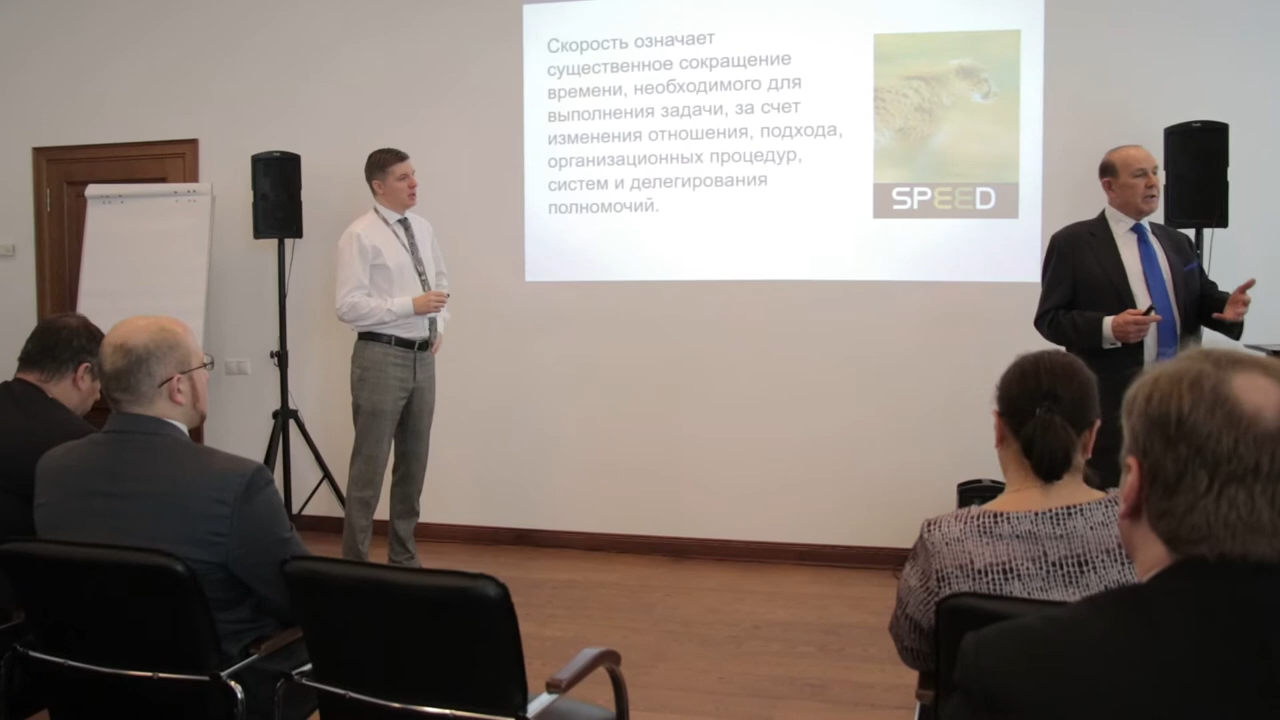 Скорость означает
существенное сокращение
времени, необходимого для
выполнения задачи, за счет
изменения отношения, подхода,
организационных процедур,
систем и делегирования
полномочий.
SPEED